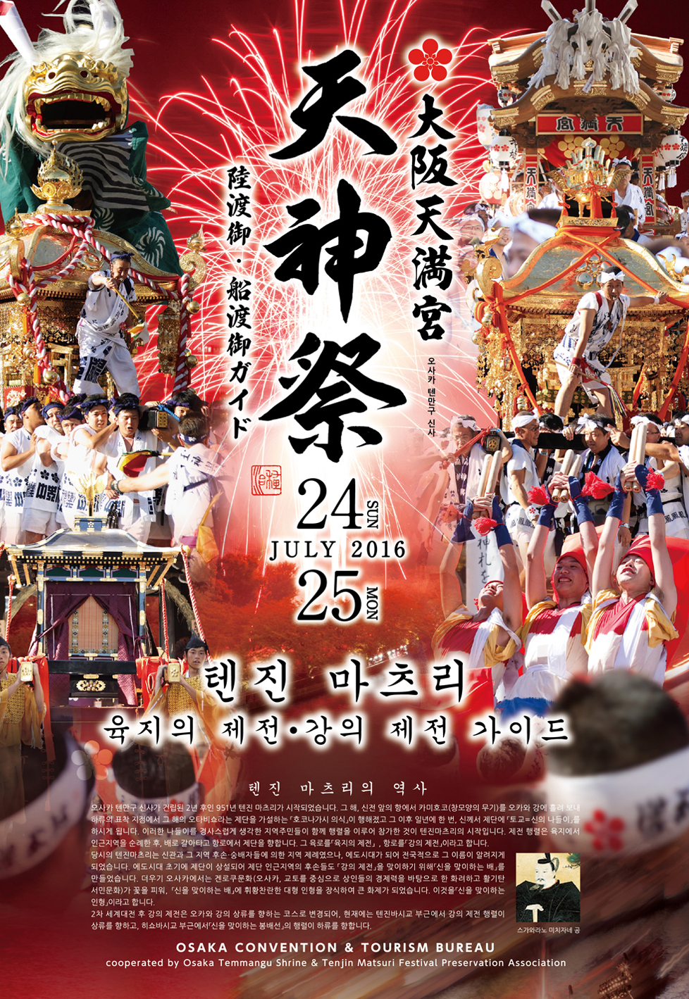 大阪天満宮
오사카 텐만구 신사
天神祭
陸渡御・船渡御ガイド
天満宮
天満宮
天満宮
神札を
24 SUN
JULY 2016
25 MON
텐진 마츠리
육지의 제전•강의 제전 가이드
텐진 마츠리의 역사
오사카 텐만구 신사가 건립된 2년 후인 951년 텐진 마츠리가 시작되었습니다. 그 해, 신전 앞의 항에서 카미호코(창모양의 무기)를 오카와 강에 흘려 보내
하류의 표착 지점에서 그 해의 오타비쇼라는 제단을 가설하는 「호코나가시 의식」이 행해졌고 그 이후 일년에 한 번, 신께서 제단에 「토교=신의 나들이」를
하시게 됩니다. 이러한 나들이를 경사스럽게 생각한 지역주민들이 함께 행렬을 이루어 참가한 것이 텐진마츠리의 시작입니다. 제전 행렬은 육지에서
인근지역을 순례한 후, 배로 갈아타고 항로에서 제단을 향합니다. 그 육로를「육지의 제전」, 항로를「강의 제전」이라고 합니다.
당시의 텐진마츠리는 신관과 그 지역 후손·숭배자들에 의한 지역 제례였으나, 에도시대가 되어 전국적으로 그 이름이 알려지게
되었습니다. 에도시대 초기에 제단이 상설되어 제단 인근지역의 후손들도 「강의 제전」을 맞이하기 위해「신을 맞이하는 배」를
만들었습니다. 더우기 오사카에서는 겐로쿠문화(오사카, 교토를 중심으로 상인들의 경제력을 바탕으로 한 화려하고 활기찬
서민문화)가 꽃을 피워, 「신을 맞이하는 배」에 휘황찬란한 대형 인형을 장식하여 큰 화제가 되었습니다. 이것을「신을 맞이하는
인형」이라고 합니다.
2차 세계대전 후 강의 제전은 오카와 강의 상류를 향하는 코스로 변경되어, 현재에는 텐진바시교 부근에서 강의 제전 행렬이
상류를 향하고, 히쇼바시교 부근에서「신을 맞이하는 봉배선」의 행렬이 하류를 향합니다.
스가와라노 미치자네 공
OSAKA CONVENTION & TOURISM BUREAU
cooperated by Osaka Temmangu Shrine & Tenjin Matsuri Festival Preservation Association